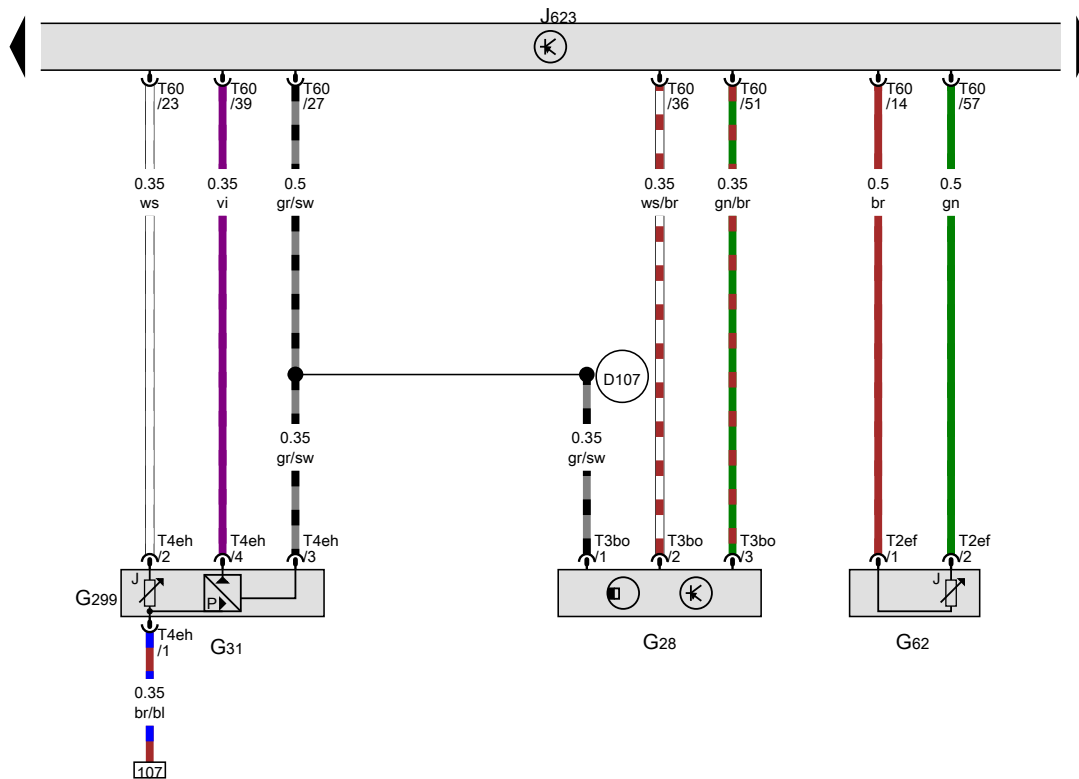 J623
T60
/23
T60
/39
T60
/27
T60
/36
T60
/51
T60
/14
T60
/57
0.35
ws
0.35
vi
0.5
gr/sw
0.35
ws/br
0.35
gn/br
0.5
br
0.5
gn
D107
0.35
gr/sw
0.35
gr/sw
T4eh
/2
T4eh
/4
T4eh
/3
T3bo
/1
T3bo
/2
T3bo
/3
T2ef
/1
T2ef
/2
J
P
J
G299
T4eh
/1
G31
G28
G62
0.35
br/bl
107